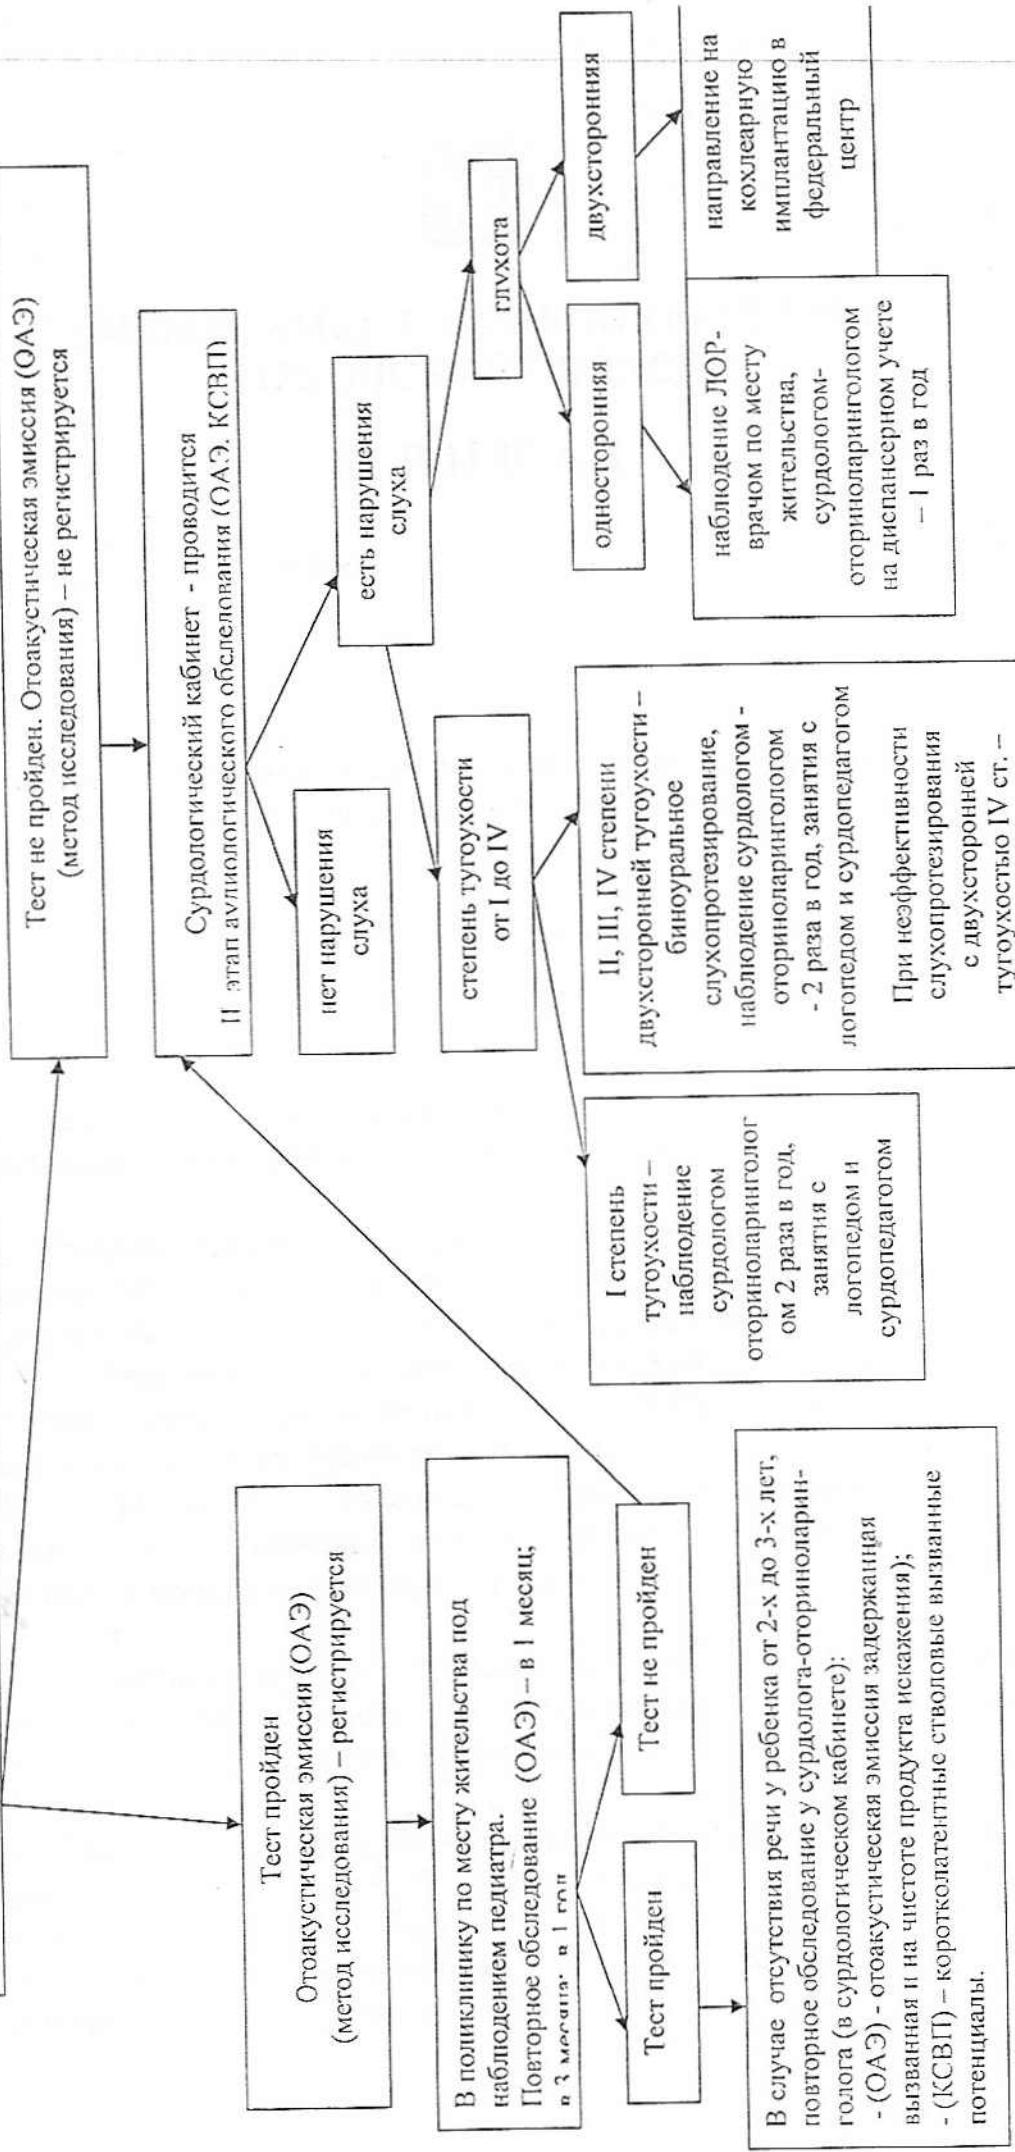 Тест не пройден. Отоакустическая эмиссия (ОАЭ)
(метод исследования) – не регистрируется
Тест пройден
Отоакустическая эмиссия (ОАЭ)
(метод исследования) – регистрируется
Сурдологический кабинет - проводится
II этап аудиологического обследования (ОАЭ. КСВП)
В поликлинику по месту жительства под
наблюдением педиатра.
Повторное обследование (ОАЭ) – в 1 месяц;
в 3 месяца; в 1 год
нет нарушения
слуха
есть нарушения
слуха
Тест пройден
Тест не пройден
степень тугоухости
от I до IV
глухота
односторонняя
двухсторонняя
В случае отсутствия речи у ребенка от 2-х до 3-х лет,
повторное обследование у сурдолога-оториноларин-
голога (в сурдологическом кабинете):
- (ОАЭ) - отоакустическая эмиссия задержанная
вызванная и на чистоте продукта искажения);
- (КСВП) – коротколатентные стволовые вызванные
потенциалы.
I степень
тугоухости –
наблюдение
сурдологом
оториноларинголог
ом 2 раза в год,
занятия с
логопедом и
сурдопедагогом
II, III, IV степени
двухсторонней тугоухости –
биноуральное
слухопротезирование,
наблюдение сурдологом -
оториноларингологом
- 2 раза в год, занятия с
логопедом и сурдопедагогом
При неэффективности
слухопротезирования
с двухсторонней
тугоухостью IV ст. –
наблюдение ЛОР-
врачом по месту
жительства,
сурдологом-
оториноларингологом
на диспансерном учете
– 1 раз в год
направление на
кохлеарную
имплантацию в
федеральный
центр